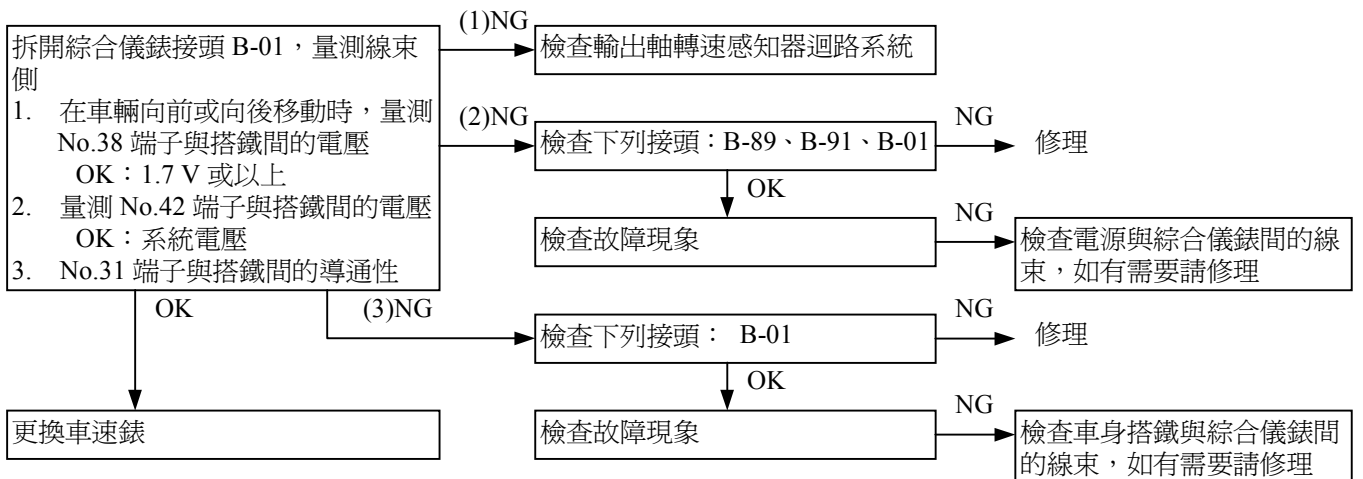 拆開綜合儀錶接頭 B-01，量測線束
側
1. 在車輛向前或向後移動時，量測
No.38 端子與搭鐵間的電壓
OK：1.7 V 或以上
2. 量測 No.42 端子與搭鐵間的電壓
OK：系統電壓
3. No.31 端子與搭鐵間的導通性
(1)NG
檢查輸出軸轉速感知器迴路系統
(2)NG
檢查下列接頭：B-89、B-91、B-01
NG
修理
OK
檢查故障現象
NG
檢查電源與綜合儀錶間的線
束，如有需要請修理
OK
(3)NG
檢查下列接頭： B-01
NG
修理
OK
更換車速錶
檢查故障現象
NG
檢查車身搭鐵與綜合儀錶間
的線束，如有需要請修理